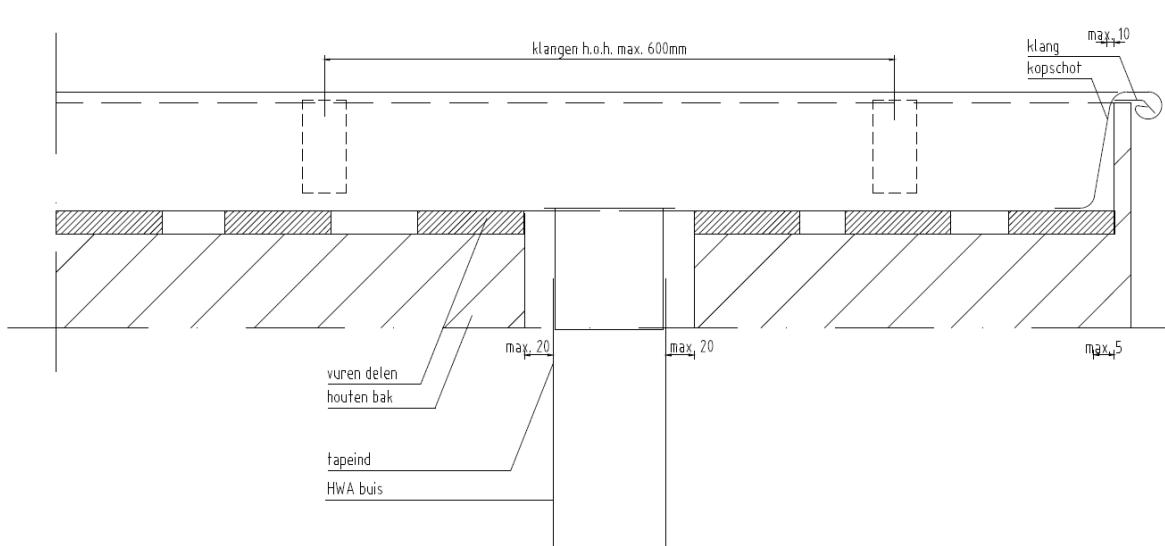 max. 10
klangen h.o.h. max. 600mm
klang
kopschot
max. 20
max. 20
max. 5
vuren delen
houten bak
tapeind
HWA buis